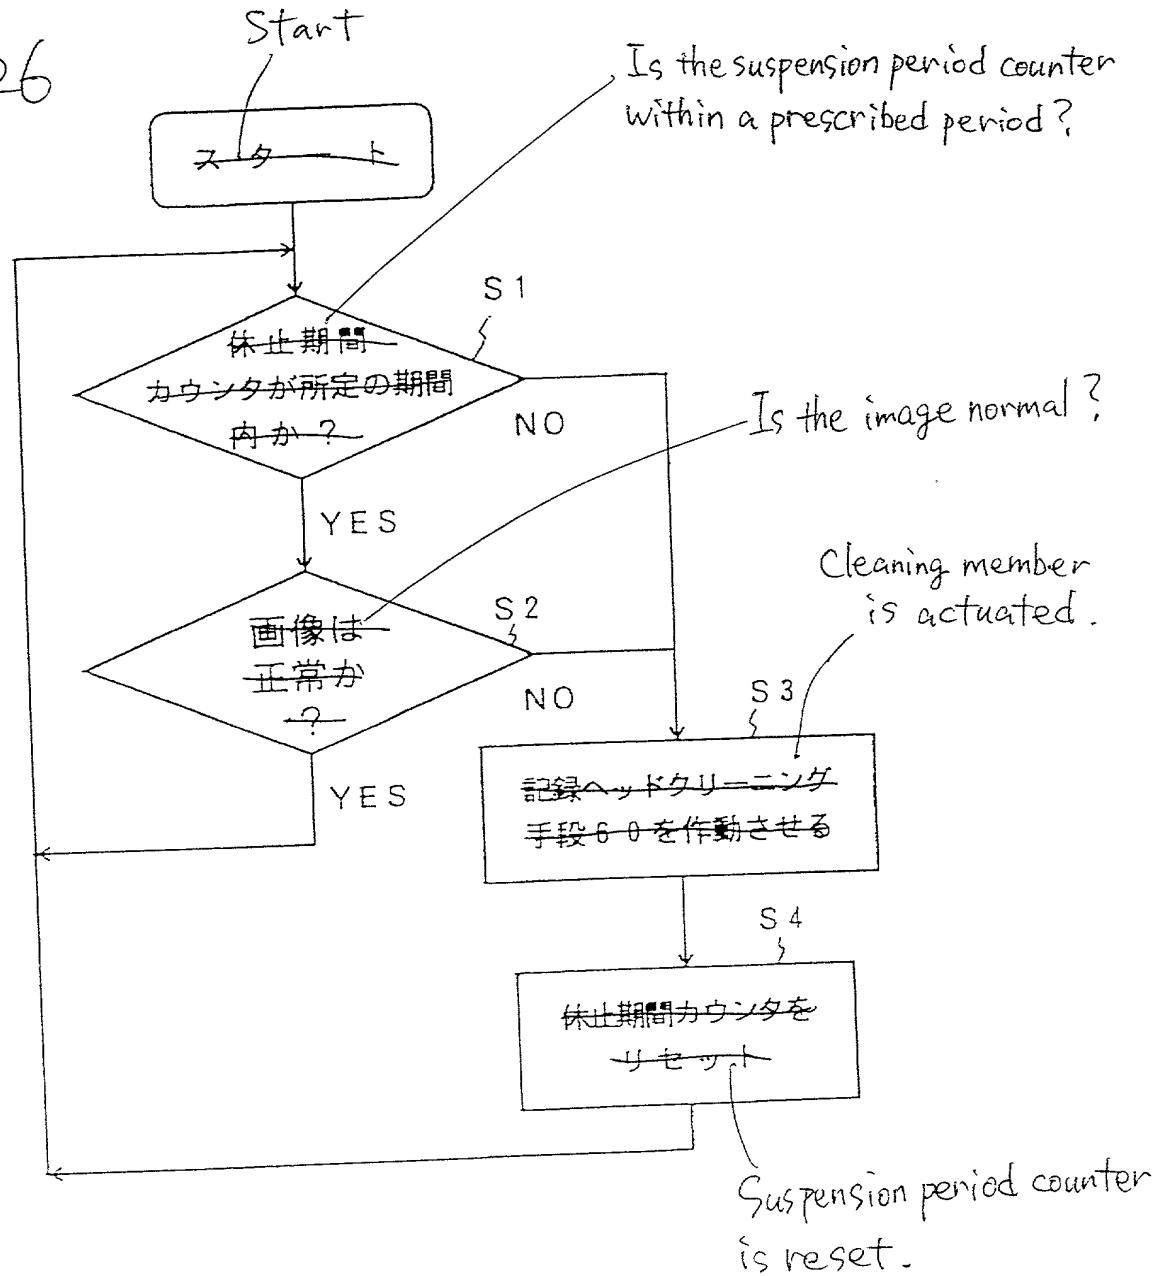 26
Start
Is the suspension period counter
within a prescribed period?
スタート
S1
休止期間
カウンタが所定の期間
内か?
NO
Is the image normal?
YES
Cleaning member
is actuated.
S2
画像は
正常か
?
NO
S3
YES
記録ヘッドクリーニング
手段60を作動させる
S4
休止期間カウンタを
リセット
Suspension period counter
is reset.